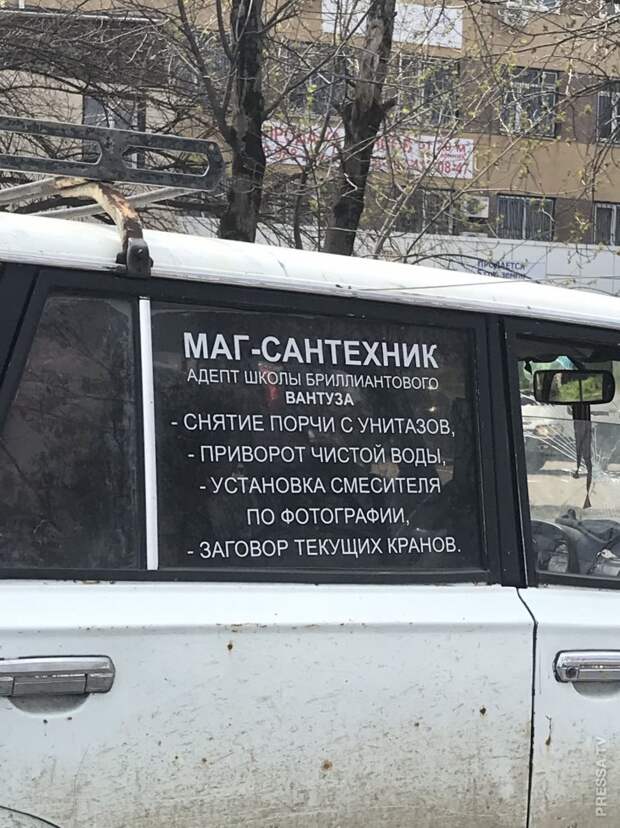 ПРОДАЕТСЯ
МАГ-САНТЕХНИК
АДЕПТ ШКОЛЫ БРИЛЛИАНТОВОГО
ВАНТУЗА
- СНЯТИЕ ПОРЧИ С УНИТАЗОВ,
- ПРИВОРОТ ЧИСТОЙ ВОДЫ,
- УСТАНОВКА СМЕСИТЕЛЯ
ПО ФОТОГРАФИИ,
- ЗАГОВОР ТЕКУЩИХ КРАНОВ.
PRESSA.TV